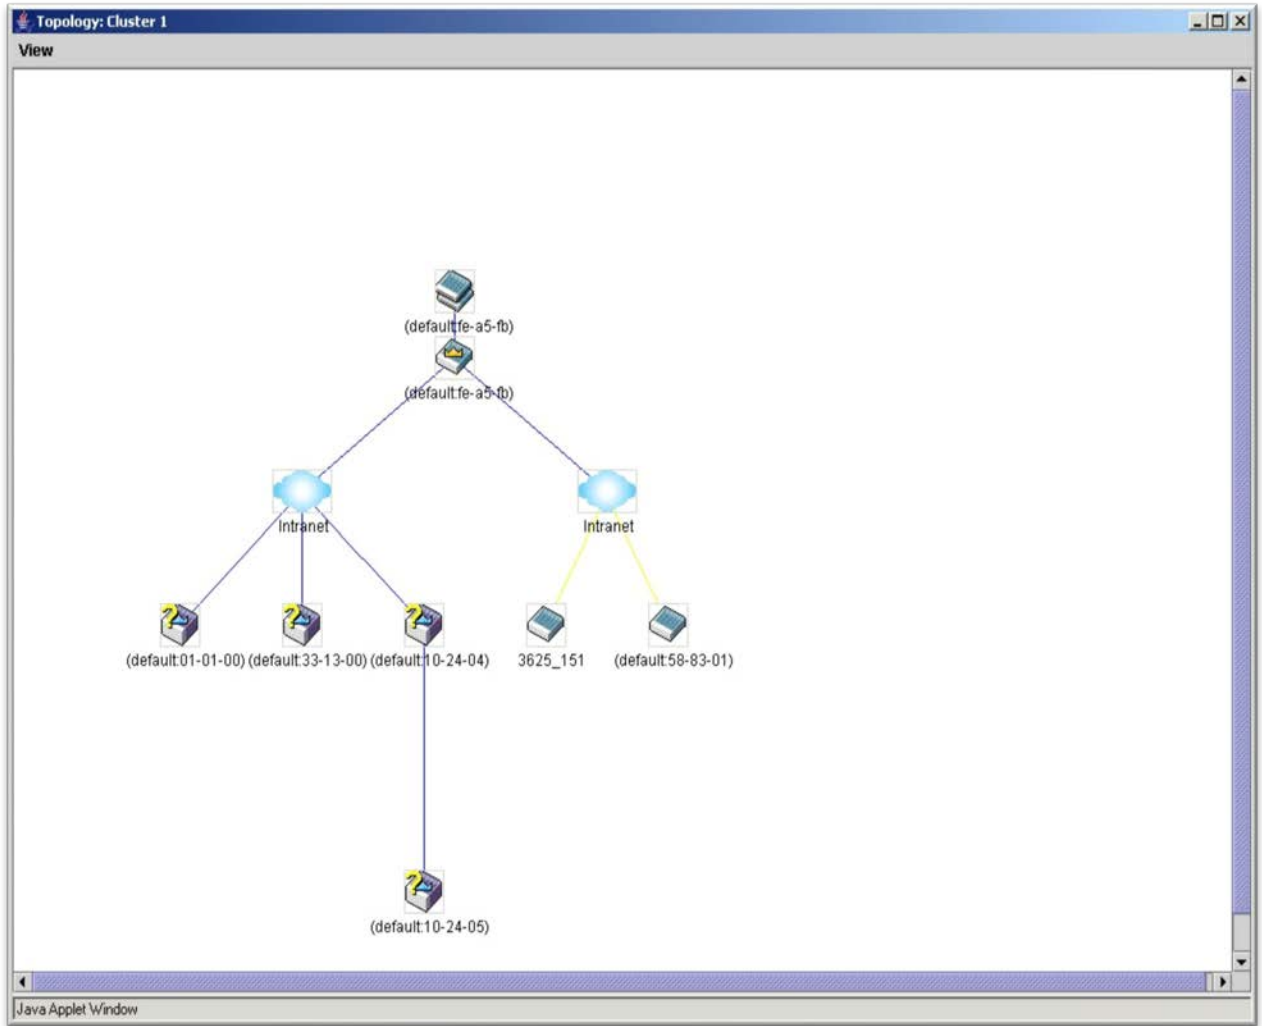 Topology: Cluster 1
View
(default:fe-a5-fb)
(default:fe-a5-fb)
Intranet Intranet
(default:01-01-00) (default:33-13-00) (default:10-24-04) 3625_151 (default:58-83-01)
(default:10-24-05)
Java Applet Window